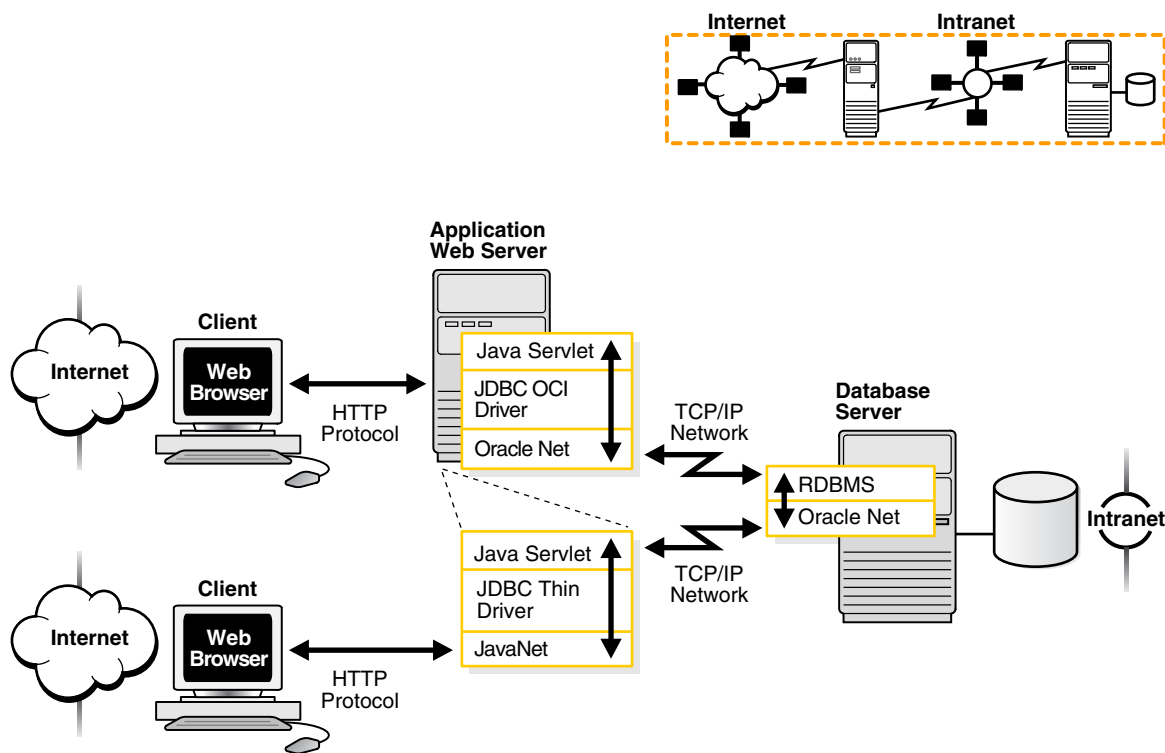 Internet
Intranet
Application
Web Server
Client
Internet
Web
Browser
HTTP
Protocol
Java Servlet
JDBC OCI
Driver
Oracle Net
TCP/IP
Network
Database
Server
RDBMS
Oracle Net
Intranet
Client
Internet
Web
Browser
HTTP
Protocol
Java Servlet
JDBC Thin
Driver
JavaNet
TCP/IP
Network